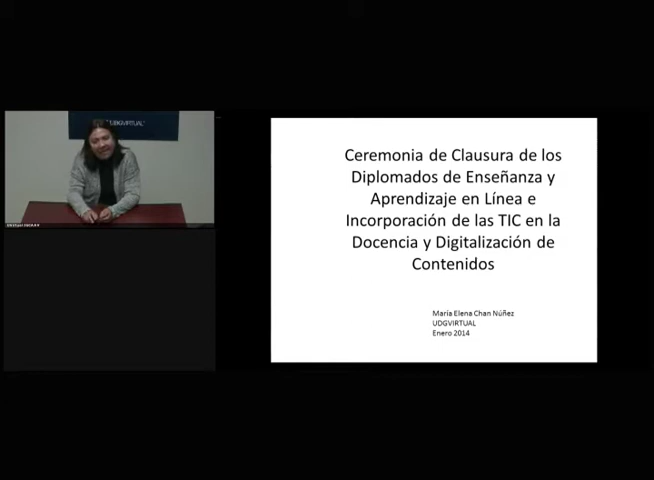 UDGVIRTUAL
Ceremonia de Clausura de los
Diplomados de Enseñanza y
Aprendizaje en Línea e
Incorporación de las TIC en la
Docencia y Digitalización de
Contenidos
María Elena Chan Núñez
UDGVIRTUAL
Enero 2014